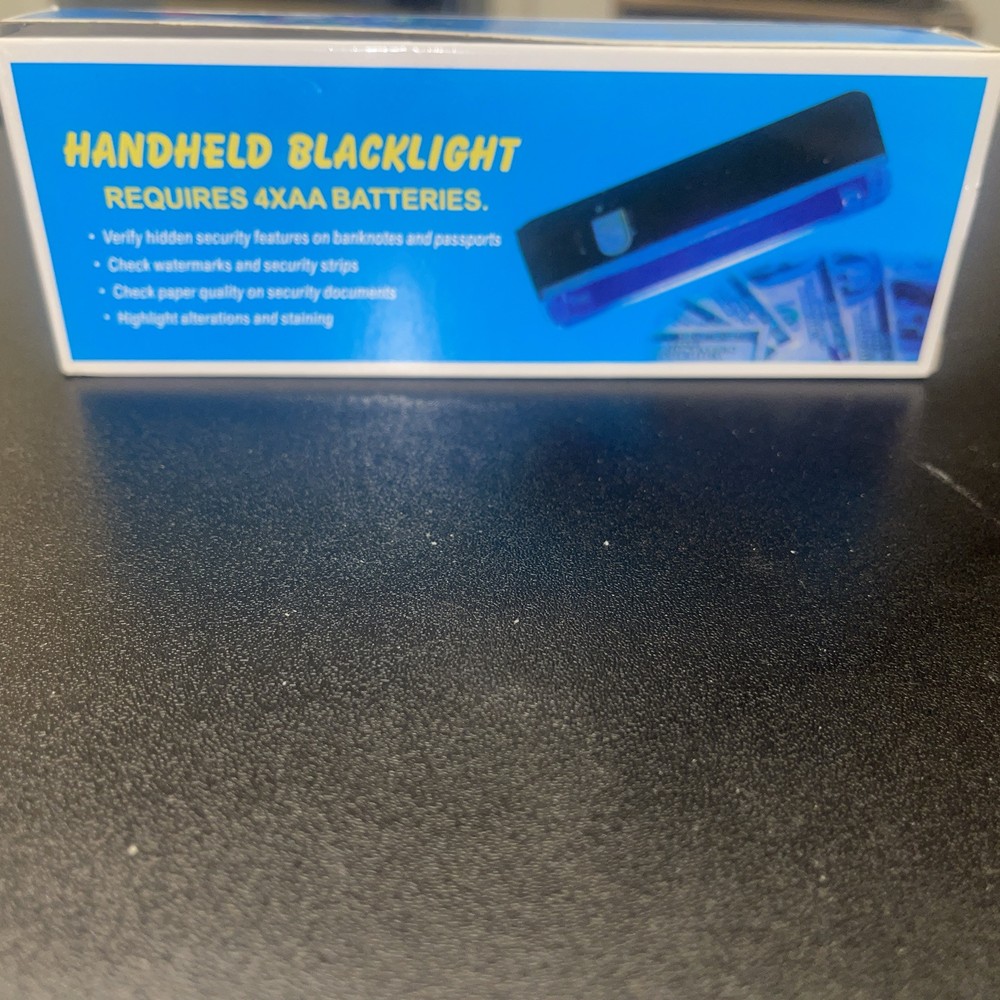 HANDHELD BLACKLIGHT
REQUIRES 4XAA BATTERIES.
• Verify hidden security features on banknotes and passports
• Check watermarks and security strips
• Check paper quality on security documents
• Highlight alterations and staining